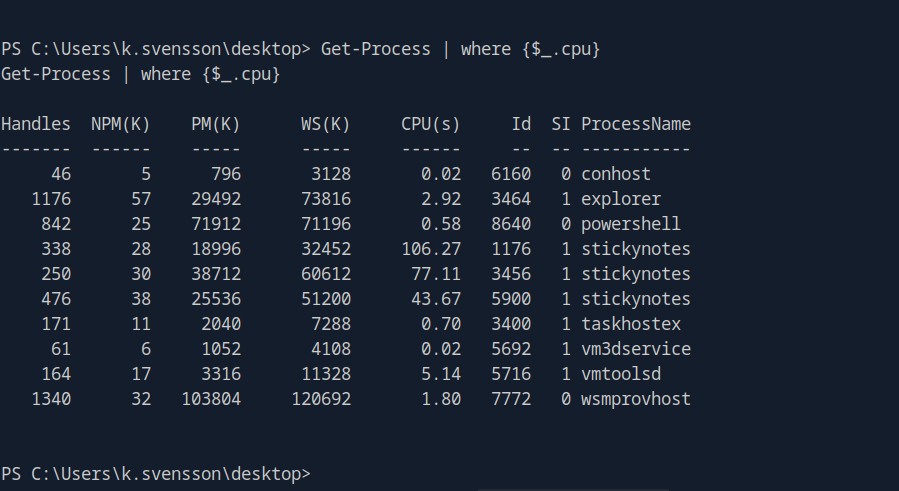 PS C:\Users\k.svensson\desktop> Get-Process | where {$_.cpu}
Get-Process | where {$_.cpu}
Handles  NPM(K)    PM(K)      WS(K)     CPU(s)     Id  SI ProcessName
-------  ------    -----      -----     ------     --  -- -----------
     46       5      796       3128       0.02   6160   0 conhost
   1176      57    29492      73816       2.92   3464   1 explorer
    842      25    71912      71196       0.58   8640   0 powershell
    338      28    18996      32452     106.27   1176   1 stickynotes
    250      30    38712      60612      77.11   3456   1 stickynotes
    476      38    25536      51200      43.67   5900   1 stickynotes
    171      11     2040       7288       0.70   3400   1 taskhostex
     61       6     1052       4108       0.02   5692   1 vm3dservice
    164      17     3316      11328       5.14   5716   1 vmtoolsd
   1340      32   103804     120692       1.80   7772   0 wsmprovhost
PS C:\Users\k.svensson\desktop>